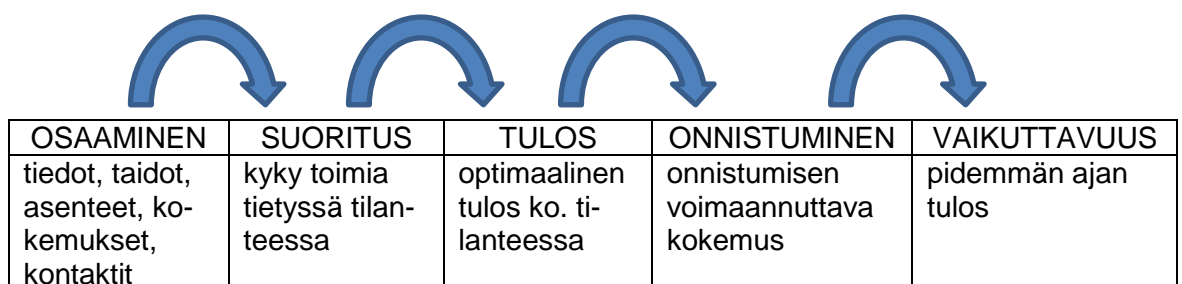 OSAAMINEN SUORITUS TULOS ONNISTUMINEN VAIKUTTAVUUS
tiedot, taidot,
asenteet, ko-
kemukset,
kontaktit
kyky toimia
tietyssä tilan-
teessa
optimaalinen
tulos ko. ti-
lanteessa
onnistumisen
voimaannuttava
kokemus
pidemmän ajan
tulos